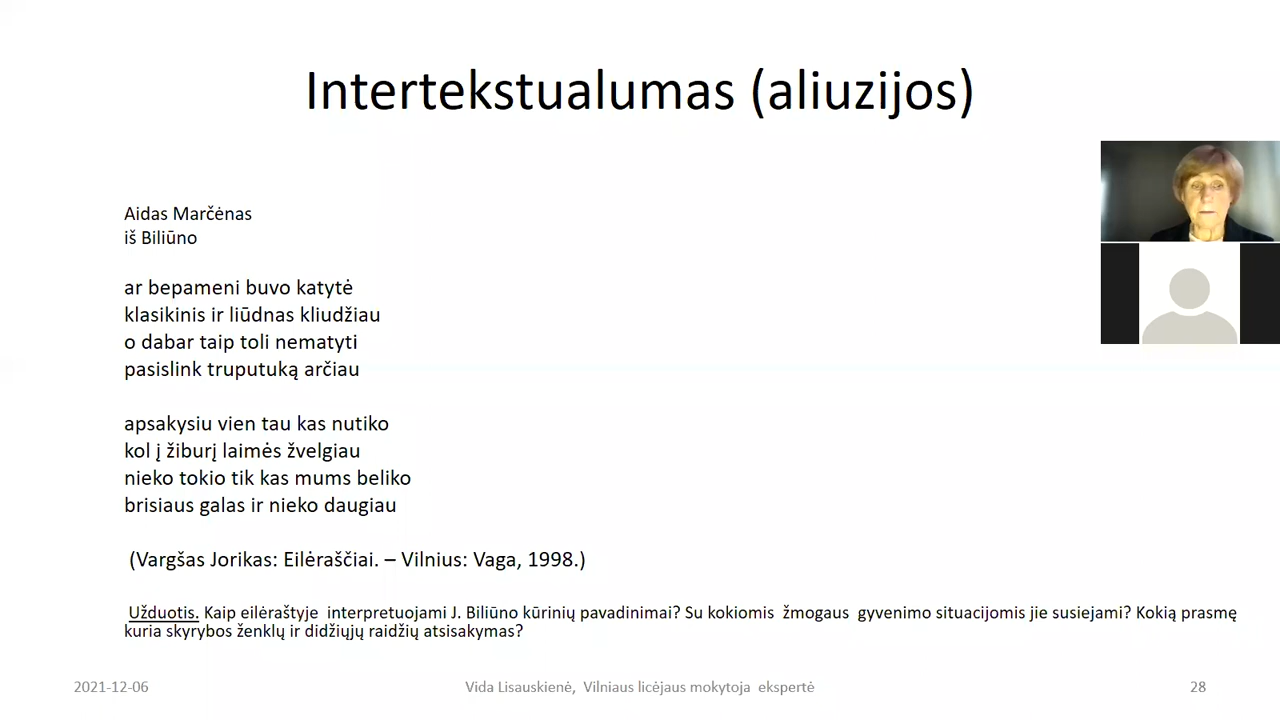 Intertekstualumas (aliuzijos)
Aidas Marčėnas
iš Biliūno
ar bepameni buvo katytė
klasikinis ir liūdnas kliudžiau
o dabar taip toli nematyti
pasislink truputuką arčiau
apsakysiu vien tau kas nutiko
kol į žiburį laimės žvelgiau
nieko tokio tik kas mums beliko
brisiaus galas ir nieko daugiau
(Vargšas Jorikas: Eilėraščiai. – Vilnius: Vaga, 1998.)
Užduotis. Kaip eilėraštyje interpretuojami J. Biliūno kūrinių pavadinimai? Su kokiomis žmogaus gyvenimo situacijomis jie susiejami? Kokią prasmę
kuria skyrybos ženklų ir didžiųjų raidžių atsisakymas?
2021-12-06
Vida Lisauskienė, Vilniaus licėjaus mokytoja ekspertė
28